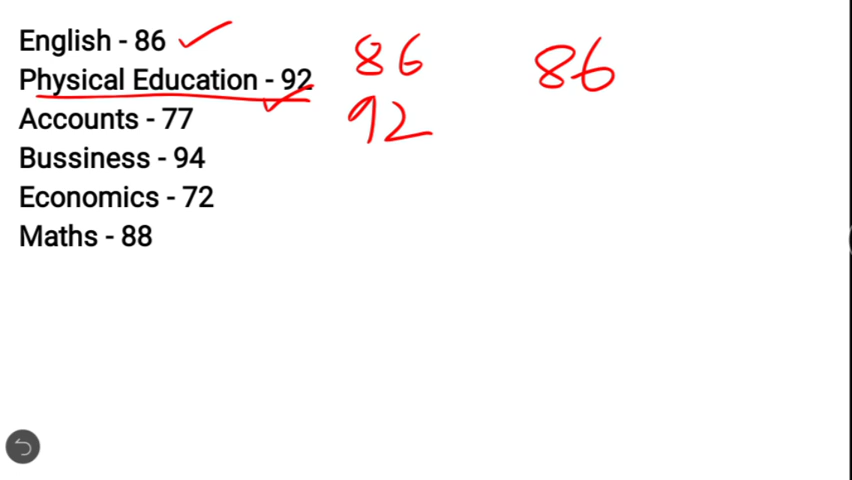 English - 86
Physical Education - 92
Accounts - 77
Bussiness - 94
Economics - 72
Maths - 88
86
92
86